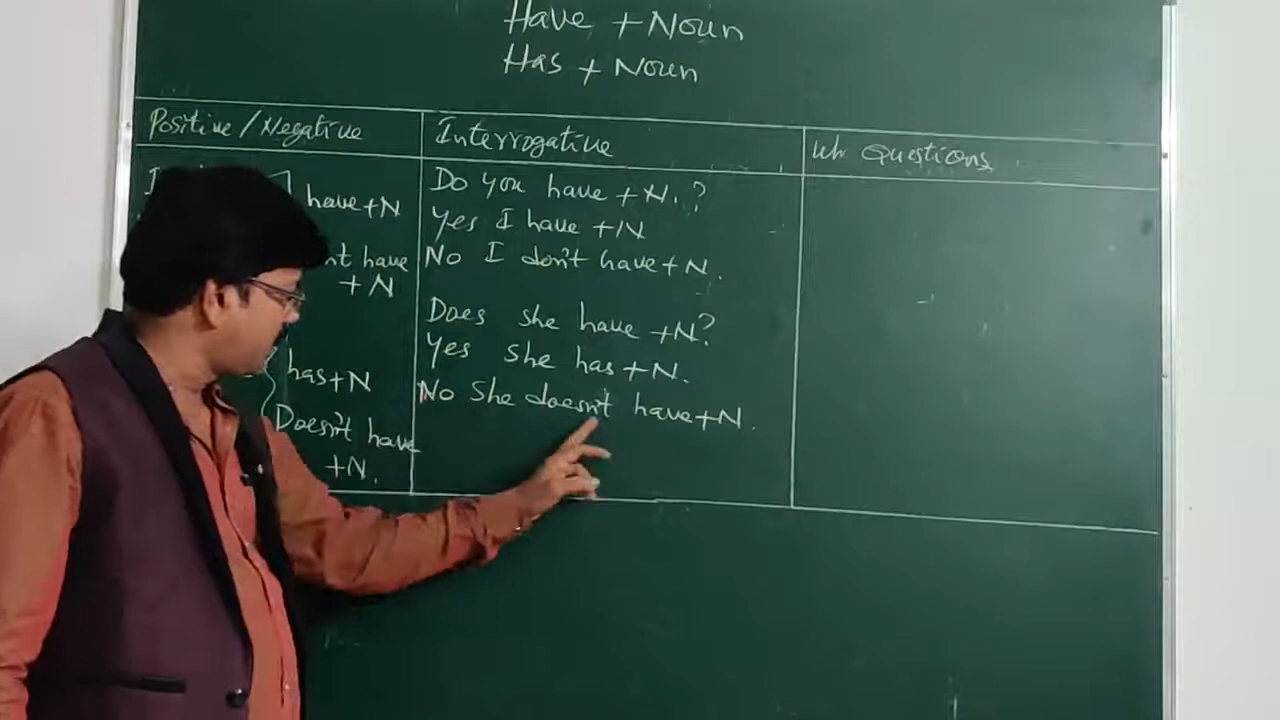 Have + Noun
Has + Noun
Positive / Negative
I
have + N
n't have
+ N
has + N
Doesn't have
+ N.
Interrogative
Do you have + N. ?
Yes I have + N
No I don't have + N.
Does she have + N?
Yes she has + N.
No She doesn't have + N.
Wh Questions